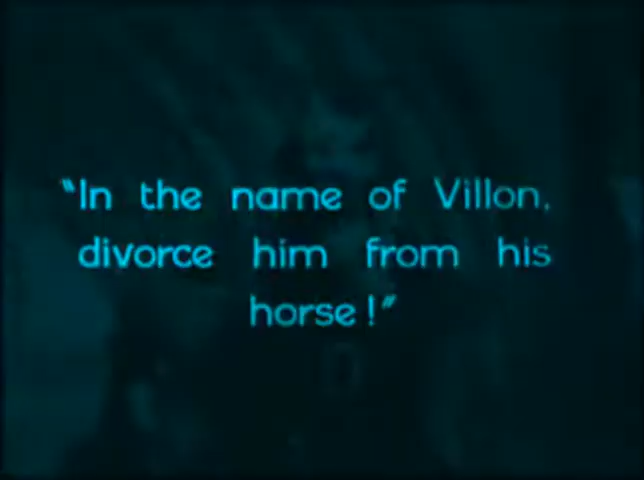 “In the name of Villon,
divorce him from his
horse!”